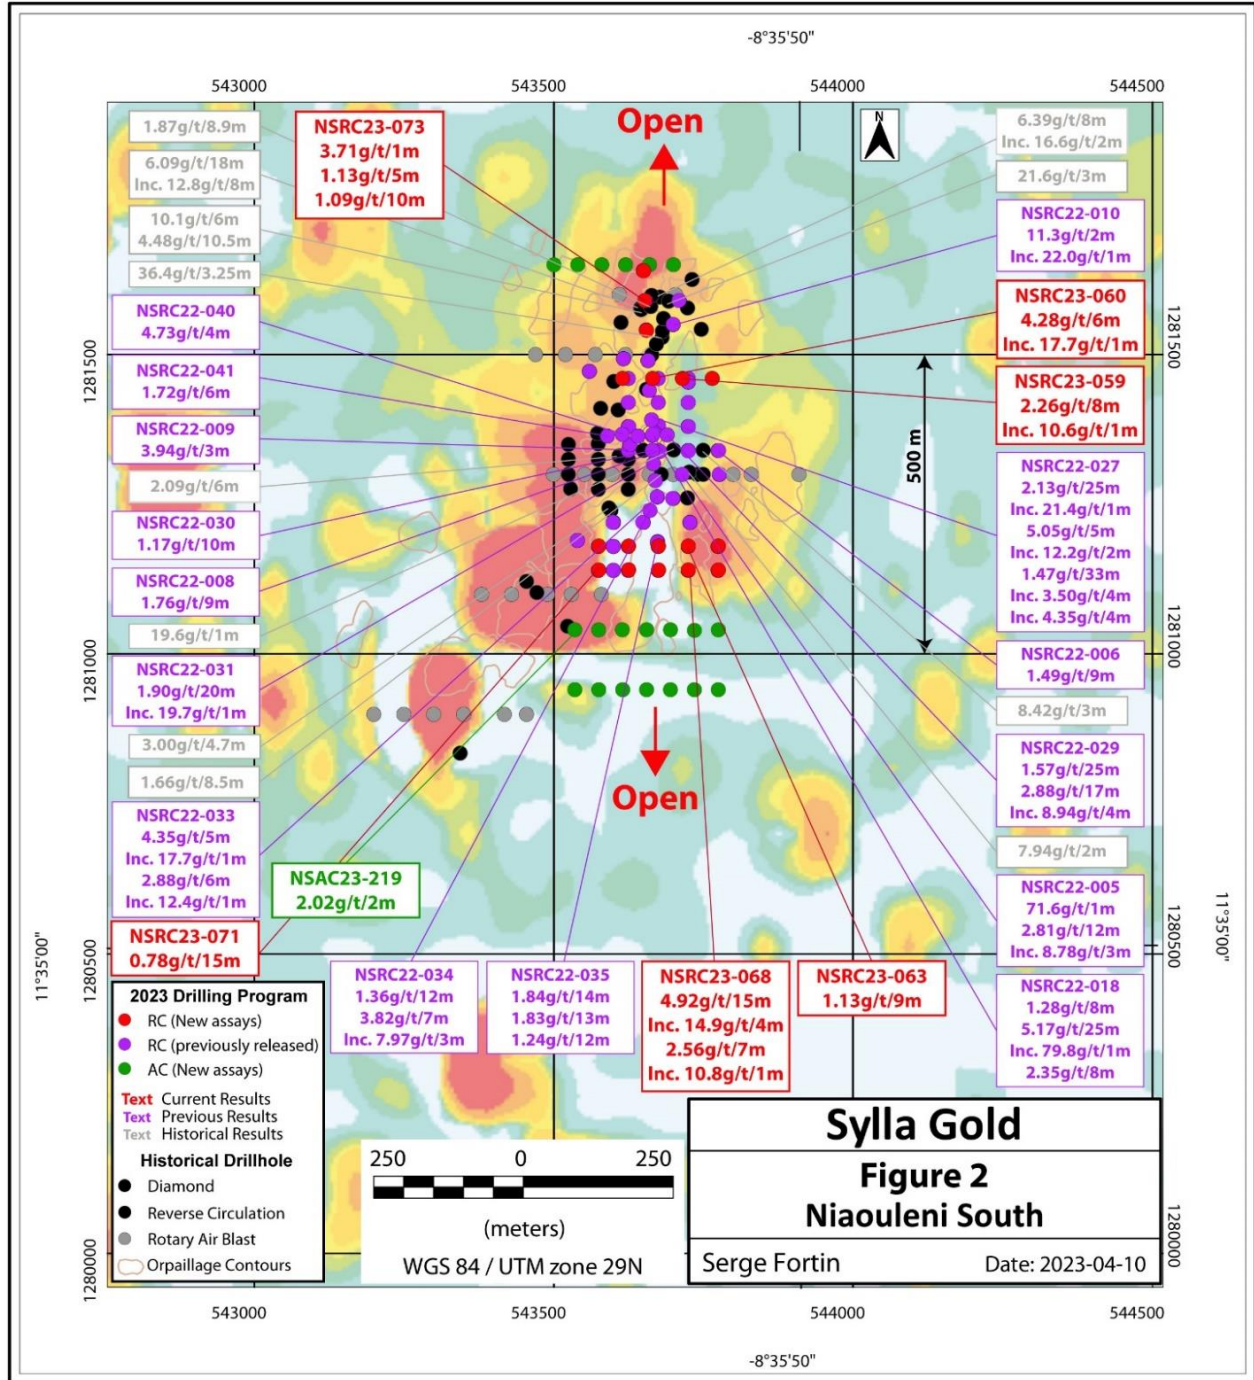 -8°35'50"
543000
543500
544000
544500
1.87g/t/8.9m
6.09g/t/18m
Inc. 12.8g/t/8m
10.1g/t/6m
4.48g/t/10.5m
36.4g/t/3.25m
NSRC22-040
4.73g/t/4m
NSRC22-041
1.72g/t/6m
NSRC22-009
3.94g/t/3m
2.09g/t/6m
NSRC22-030
1.17g/t/10m
NSRC22-008
1.76g/t/9m
19.6g/t/1m
NSRC22-031
1.90g/t/20m
Inc. 19.7g/t/1m
3.00g/t/4.7m
1.66g/t/8.5m
NSRC22-033
4.35g/t/5m
Inc. 17.7g/t/1m
2.88g/t/6m
Inc. 12.4g/t/1m
NSRC23-071
0.78g/t/15m
NSRC23-073
3.71g/t/1m
1.13g/t/5m
1.09g/t/10m
Open
N
500 m
Open
NSAC23-219
2.02g/t/2m
NSRC22-034
1.36g/t/12m
3.82g/t/7m
Inc. 7.97g/t/3m
NSRC22-035
1.84g/t/14m
1.83g/t/13m
1.24g/t/12m
NSRC23-068
4.92g/t/15m
Inc. 14.9g/t/4m
2.56g/t/7m
Inc. 10.8g/t/1m
NSRC23-063
1.13g/t/9m
6.39g/t/8m
Inc. 16.6g/t/2m
21.6g/t/3m
NSRC22-010
11.3g/t/2m
Inc. 22.0g/t/1m
NSRC23-060
4.28g/t/6m
Inc. 17.7g/t/1m
NSRC23-059
2.26g/t/8m
Inc. 10.6g/t/1m
NSRC22-027
2.13g/t/25m
Inc. 21.4g/t/1m
5.05g/t/5m
Inc. 12.2g/t/2m
1.47g/t/33m
Inc. 3.50g/t/4m
Inc. 4.35g/t/4m
NSRC22-006
1.49g/t/9m
8.42g/t/3m
NSRC22-029
1.57g/t/25m
2.88g/t/17m
Inc. 8.94g/t/4m
7.94g/t/2m
NSRC22-005
71.6g/t/1m
2.81g/t/12m
Inc. 8.78g/t/3m
NSRC22-018
1.28g/t/8m
5.17g/t/25m
Inc. 79.8g/t/1m
2.35g/t/8m
1281500
1281000
1280500
1280000
11°35'00"
1281500
1281000
1280500
1280000
11°35'00"
2023 Drilling Program
RC (New assays)
RC (previously released)
AC (New assays)
Text Current Results
Text Previous Results
Text Historical Results
Historical Drillhole
Diamond
Reverse Circulation
Rotary Air Blast
Orpaillage Contours
250 0 250
(meters)
WGS 84 / UTM zone 29N
Sylla Gold
Figure 2
Niaouleni South
Serge Fortin Date: 2023-04-10
543000
543500
544000
544500
-8°35'50"